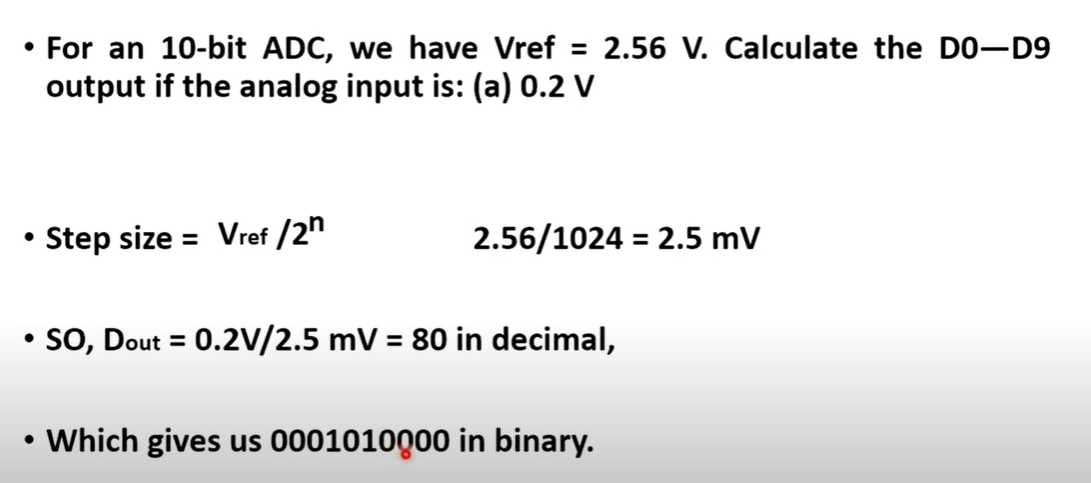 • For an 10-bit ADC, we have Vref = 2.56 V. Calculate the D0—D9
output if the analog input is: (a) 0.2 V
• Step size = Vref /2ⁿ 2.56/1024 = 2.5 mV
• SO, Dout = 0.2V/2.5 mV = 80 in decimal,
• Which gives us 0001010000 in binary.